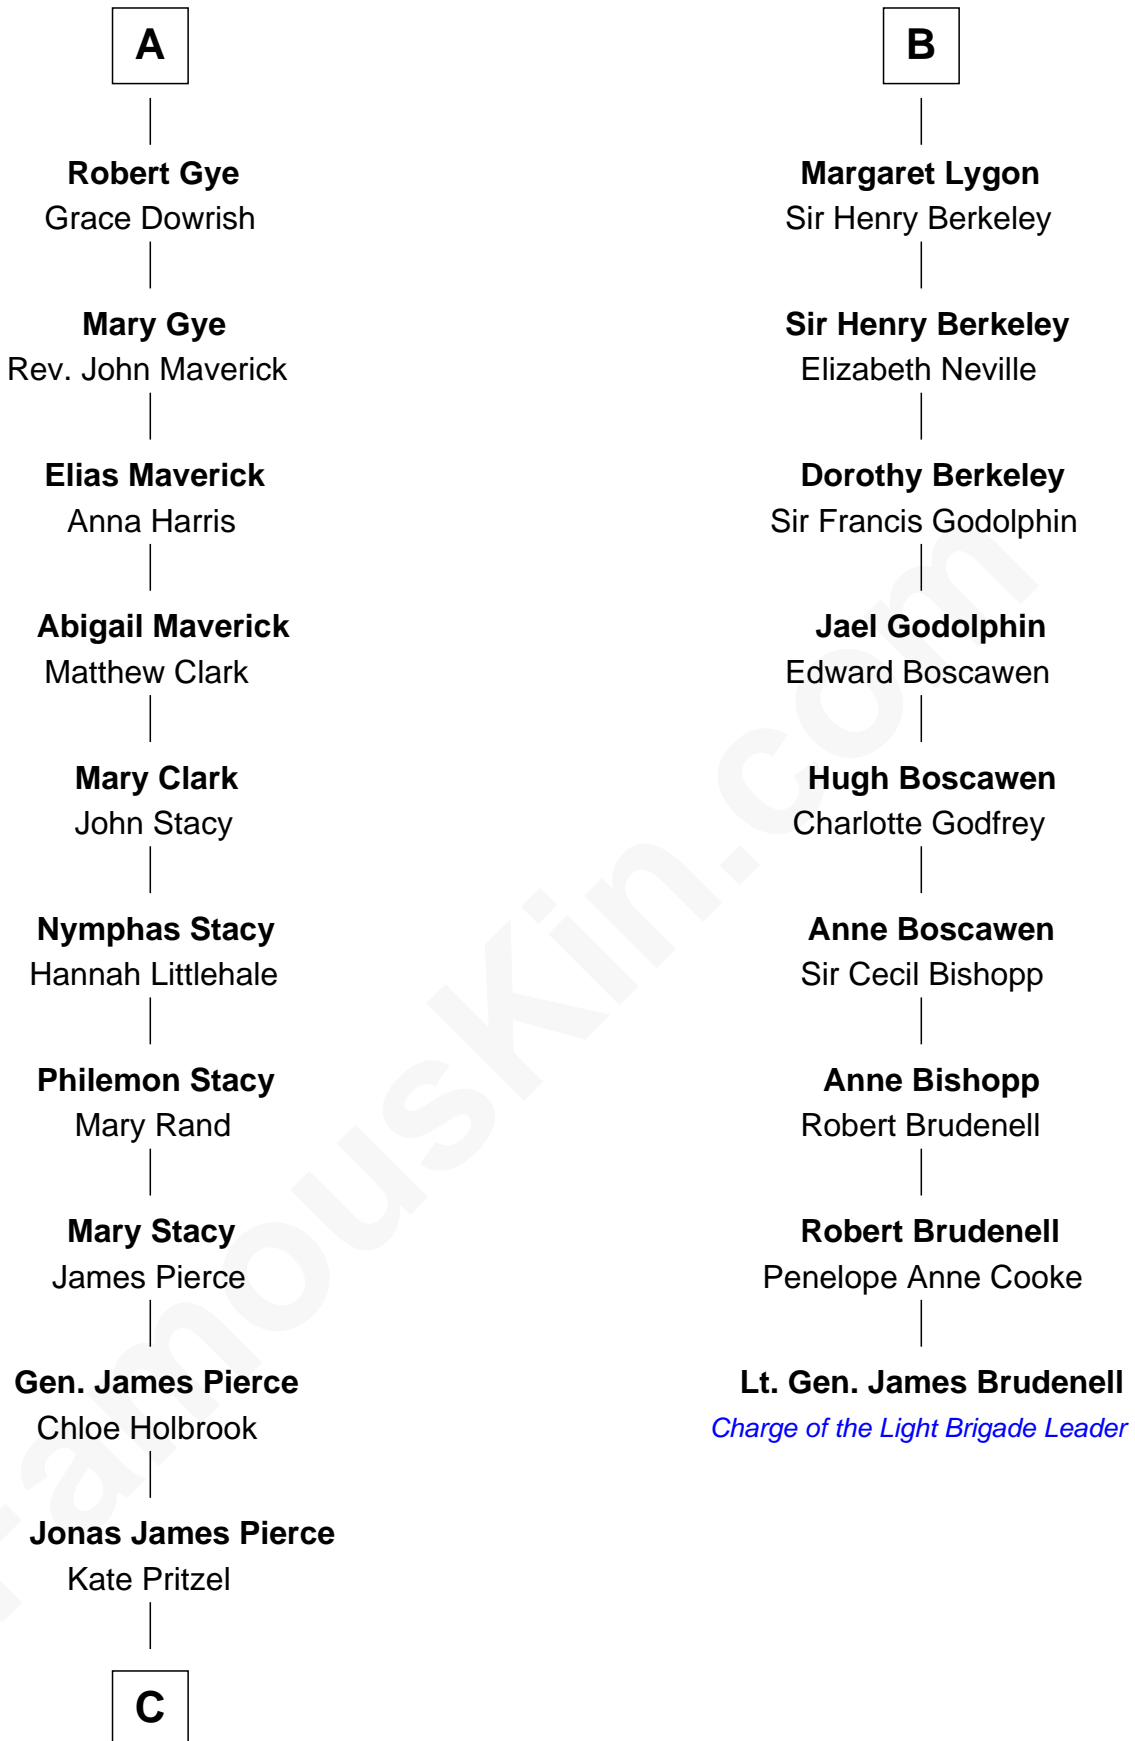 A
Robert Gye
Grace Dowrish
Mary Gye
Rev. John Maverick
Elias Maverick
Anna Harris
Abigail Maverick
Matthew Clark
Mary Clark
John Stacy
Nymphas Stacy
Hannah Littlehale
Philemon Stacy
Mary Rand
Mary Stacy
James Pierce
Gen. James Pierce
Chloe Holbrook
Jonas James Pierce
Kate Pritzel
C
B
Margaret Lygon
Sir Henry Berkeley
Sir Henry Berkeley
Elizabeth Neville
Dorothy Berkeley
Sir Francis Godolphin
Jael Godolphin
Edward Boscawen
Hugh Boscawen
Charlotte Godfrey
Anne Boscawen
Sir Cecil Bishopp
Anne Bishopp
Robert Brudenell
Robert Brudenell
Penelope Anne Cooke
Lt. Gen. James Brudenell
Charge of the Light Brigade Leader
FamousKin.com